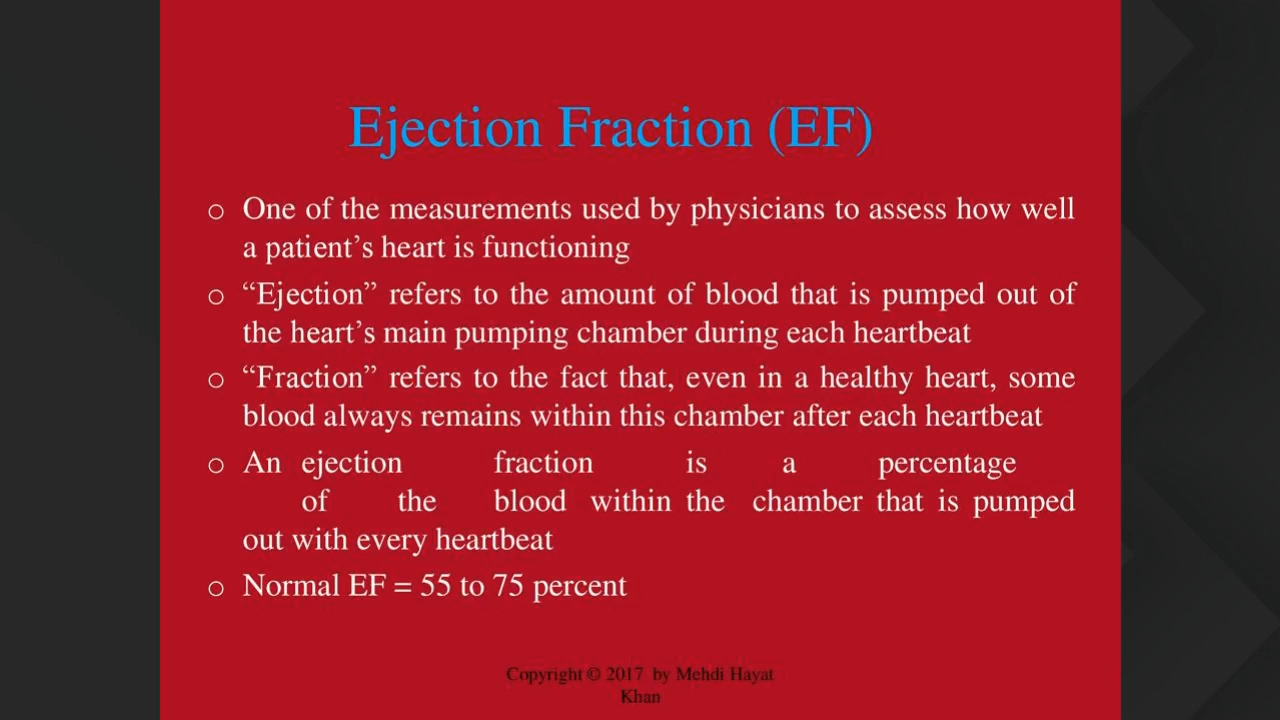 Ejection Fraction (EF)
o One of the measurements used by physicians to assess how well
a patient’s heart is functioning
o “Ejection” refers to the amount of blood that is pumped out of
the heart’s main pumping chamber during each heartbeat
o “Fraction” refers to the fact that, even in a healthy heart, some
blood always remains within this chamber after each heartbeat
o An ejection fraction is a percentage
of the blood within the chamber that is pumped
out with every heartbeat
o Normal EF = 55 to 75 percent
Copyright © 2017 by Mehdi Hayat
Khan